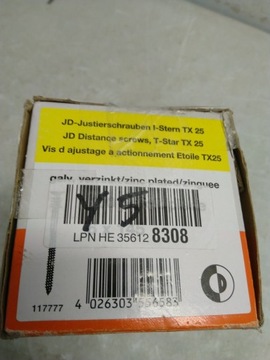 JD-Justierschrauben I-Stern TX 25
JD Distance screws, T-Star TX 25
Vis d ajustage a actionnement Etoile TX25
galv. verzinkt/zinc plated/zinguee
Y5
LPN HE 35612 8308
117777
4 026303